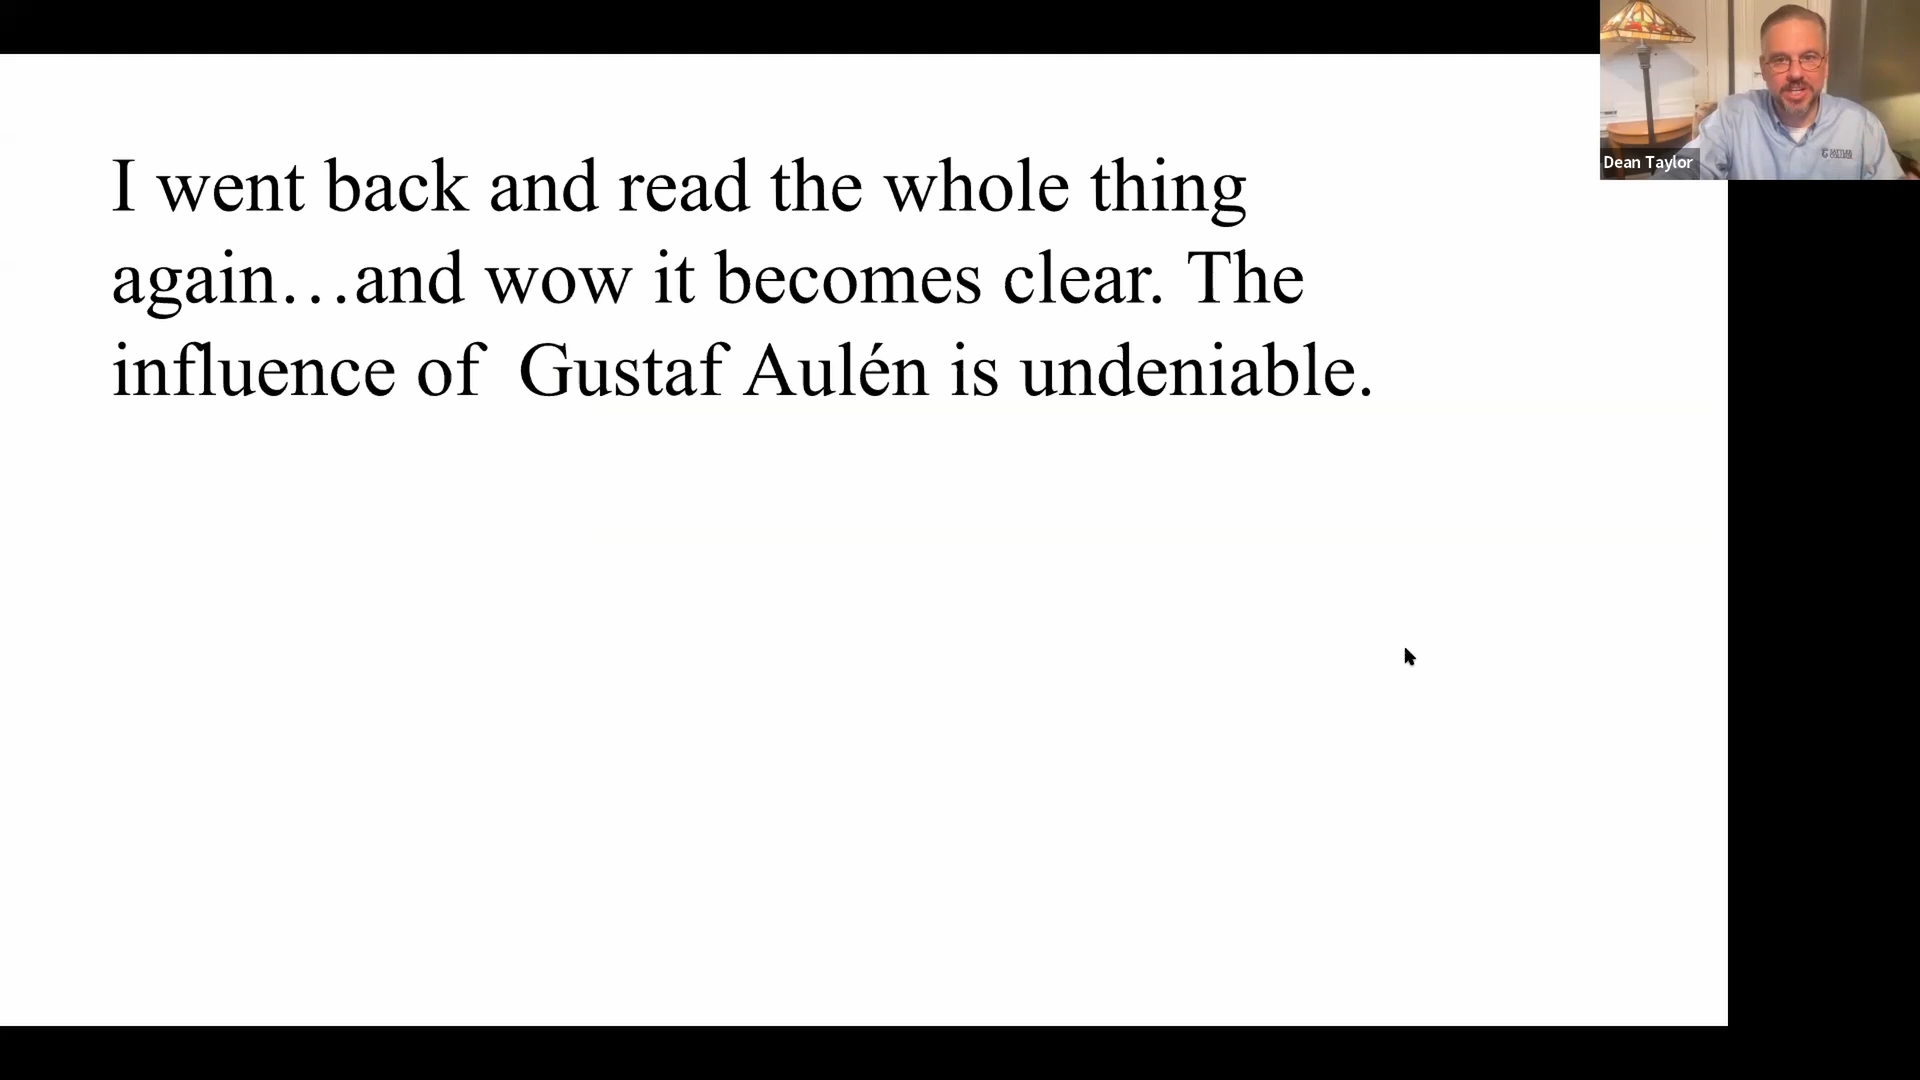 I went back and read the whole thing
again…and wow it becomes clear. The
influence of  Gustaf Aulén is undeniable.
Dean Taylor